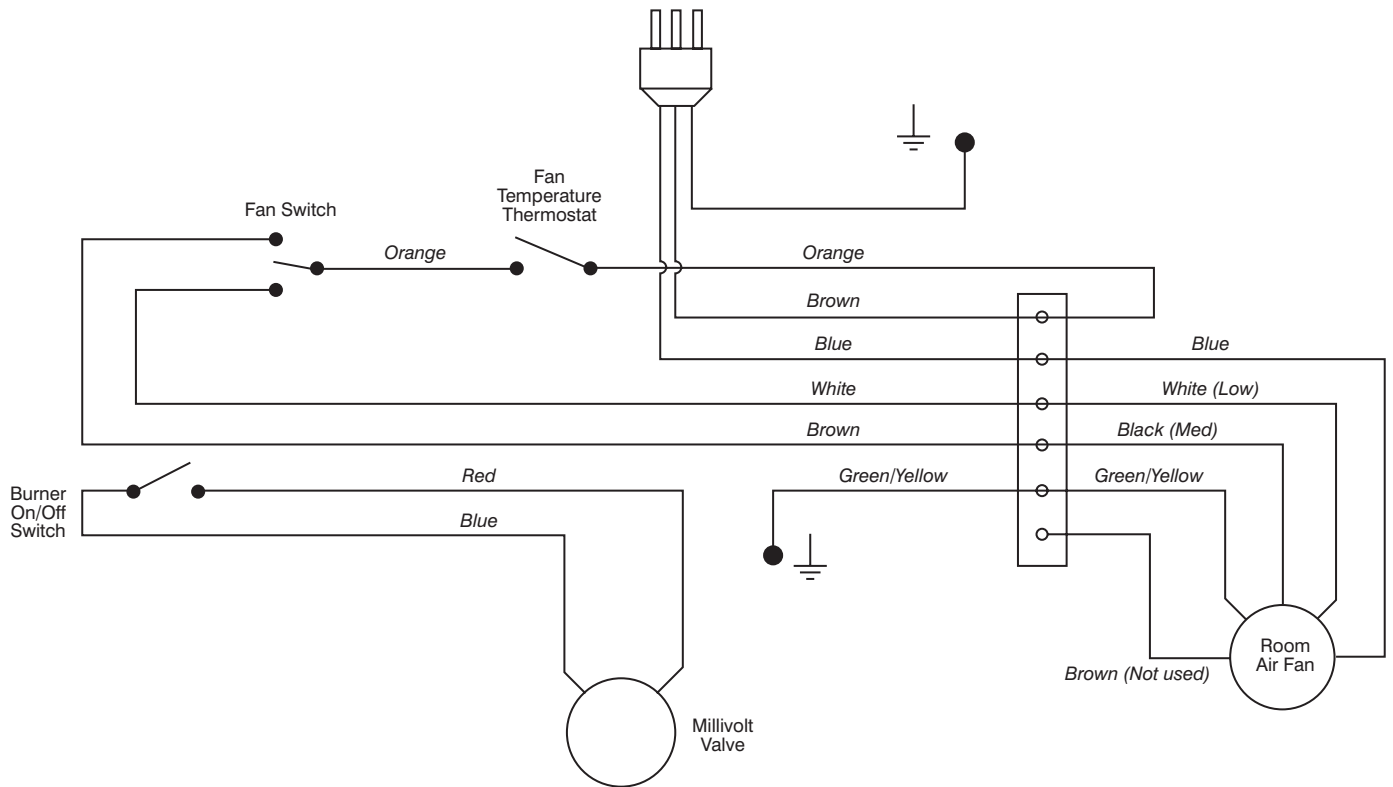 Fan
Temperature
Thermostat
Fan Switch
Orange
Orange
Brown
Blue
Blue
White
White (Low)
Brown
Black (Med)
Red
Green/Yellow
Green/Yellow
Burner
On/Off
Switch
Blue
Room
Air Fan
Brown (Not used)
Millivolt
Valve